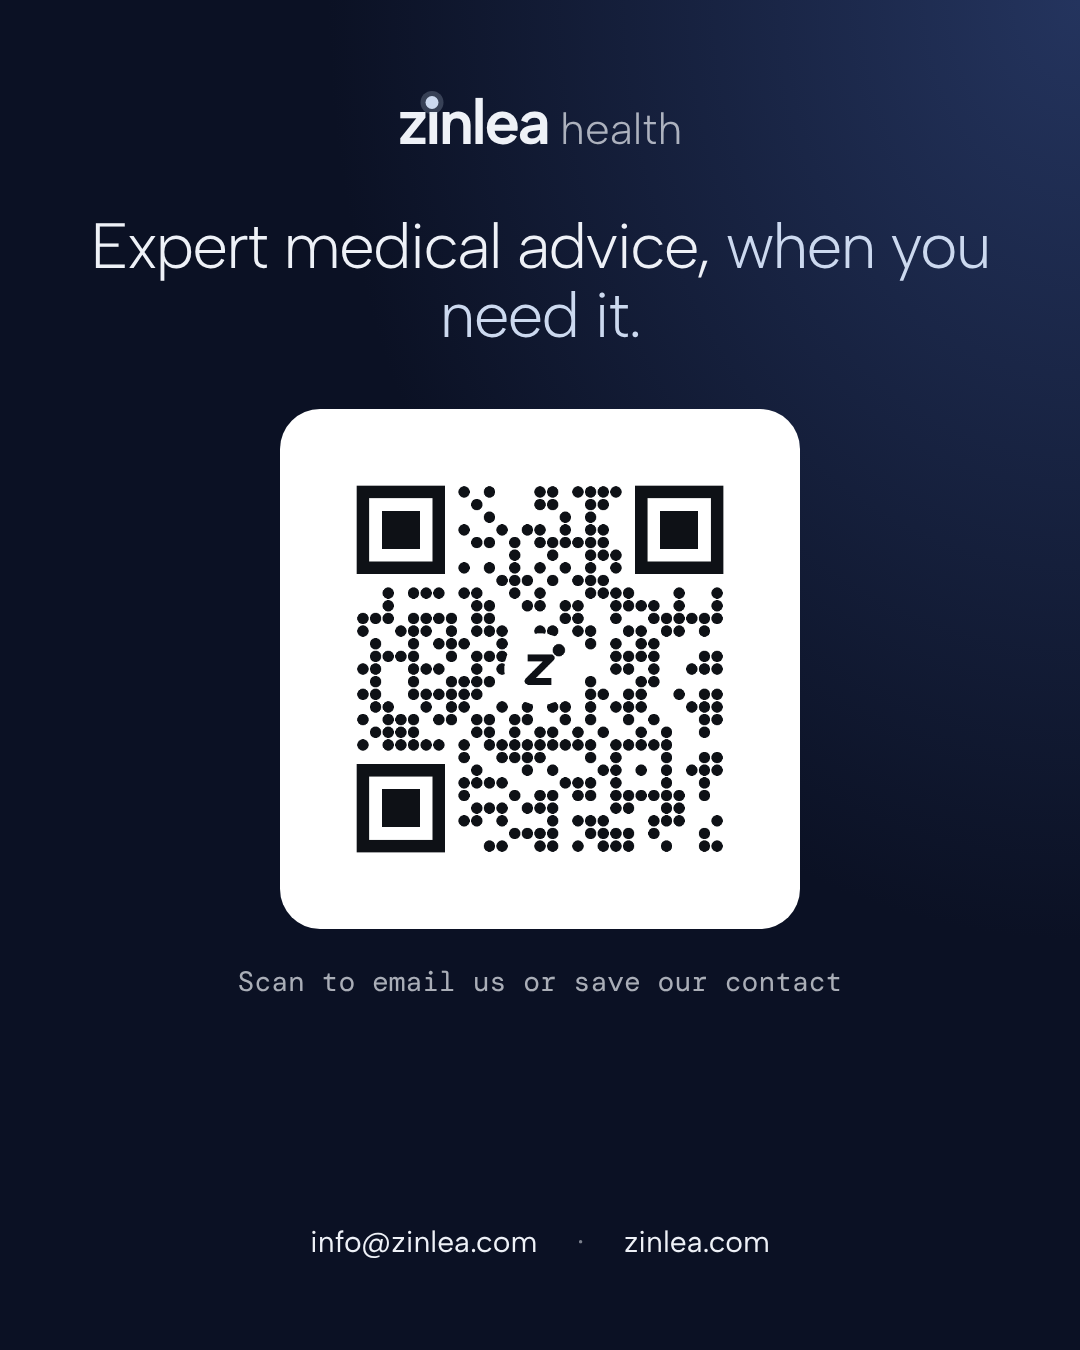 zinlea health
Expert medical advice, when you
need it.
z
Scan to email us or save our contact
info@zinlea.com · zinlea.com